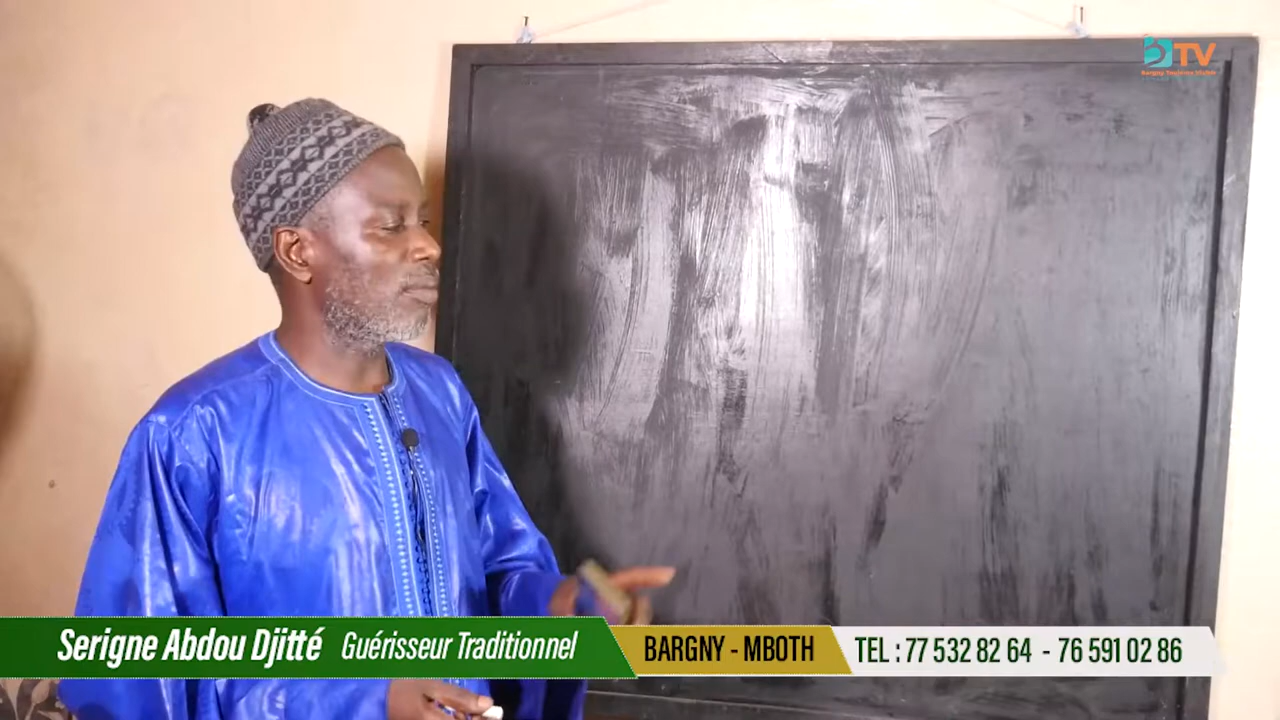 TV
Serigne Abdou Djitté Guérisseur Traditionnel
BARGNY - MBOTH
TEL : 77 532 82 64 - 76 591 02 86